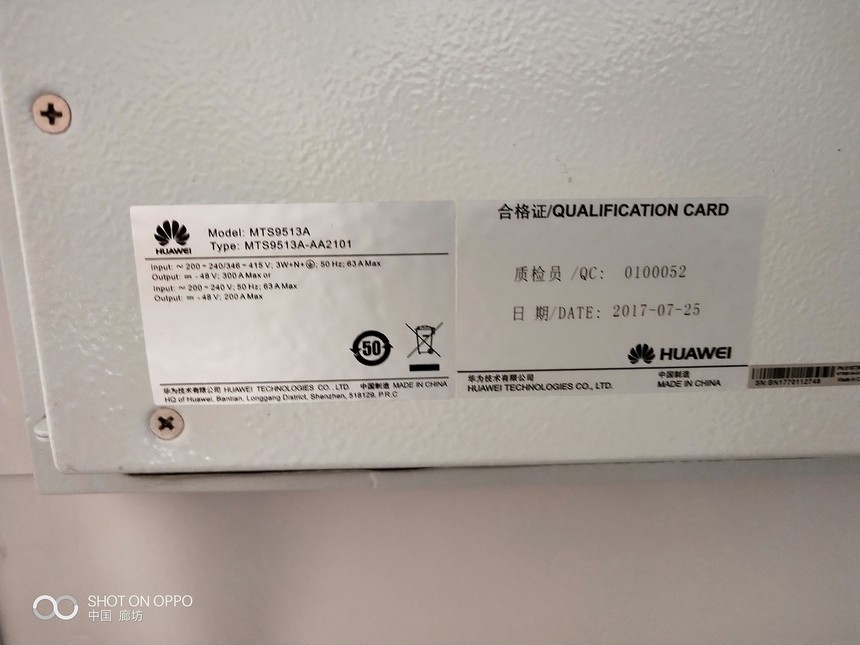 HUAWEI
Model: MTS9513A
Type: MTS9513A-AA2101
Input: ~ 200 - 240/346 - 415 V; 3W+N+; 50 Hz; 63 A Max
Output: ⎓ - 48 V; 300 A Max or
Input: ~ 200 - 240 V; 50 Hz; 63 A Max
Output: ⎓ - 48 V; 200 A Max
50
华为技术有限公司 HUAWEI TECHNOLOGIES CO., LTD. 中国制造 MADE IN CHINA
HQ of Huawei, Bantian, Longgang District, Shenzhen, 518129, P.R.C
合格证/QUALIFICATION CARD
质检员 /QC: 0100052
日 期/DATE: 2017-07-25
HUAWEI
华为技术有限公司 中国制造
HUAWEI TECHNOLOGIES CO., LTD. MADE IN CHINA
SN: BN1770112748
SHOT ON OPPO
中国 廊坊